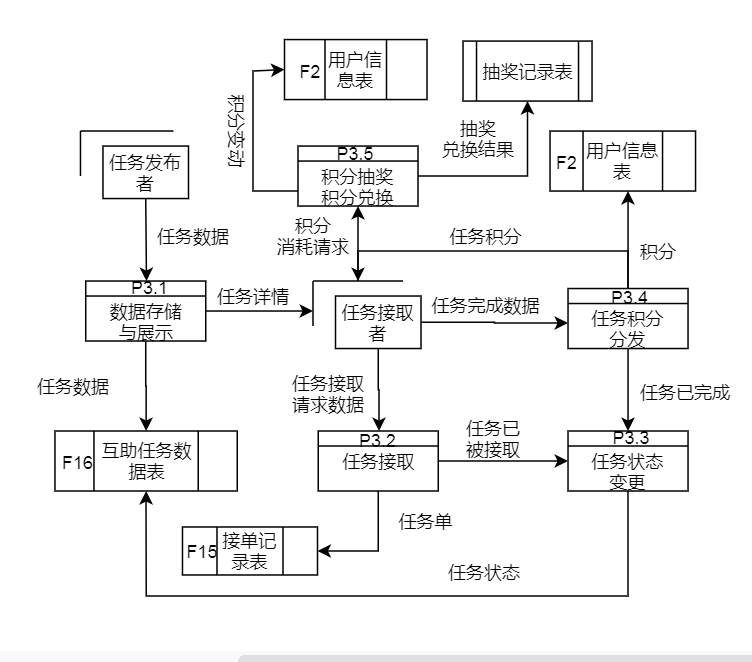 F2
用户信
息表
抽奖记录表
积分变动
抽奖
兑换结果
P3.5
积分抽奖
积分兑换
F2
用户信息
表
任务发布
者
任务数据
积分
消耗请求
任务积分
积分
P3.1
数据存储
与展示
任务详情
任务接取
者
任务完成数据
P3.4
任务积分
分发
任务数据
任务接取
请求数据
任务已完成
F16
互助任务数
据表
P3.2
任务接取
任务已
被接取
P3.3
任务状态
变更
F15
接单记
录表
任务单
任务状态